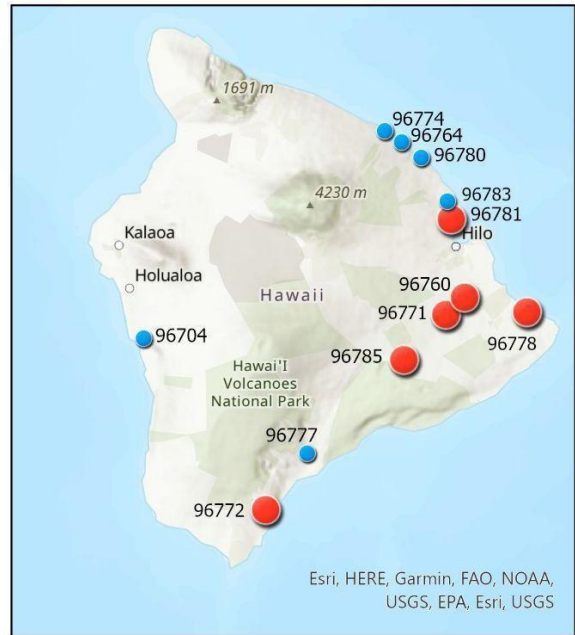 1691 m
96774
96764
96780
4230 m
96783
96781
Hilo
Kalaoa
Holualoa
Hawaii
96760
96771
96778
96704
96785
Hawai'I
Volcanoes
National Park
96777
96772
Esri, HERE, Garmin, FAO, NOAA,
USGS, EPA, Esri, USGS